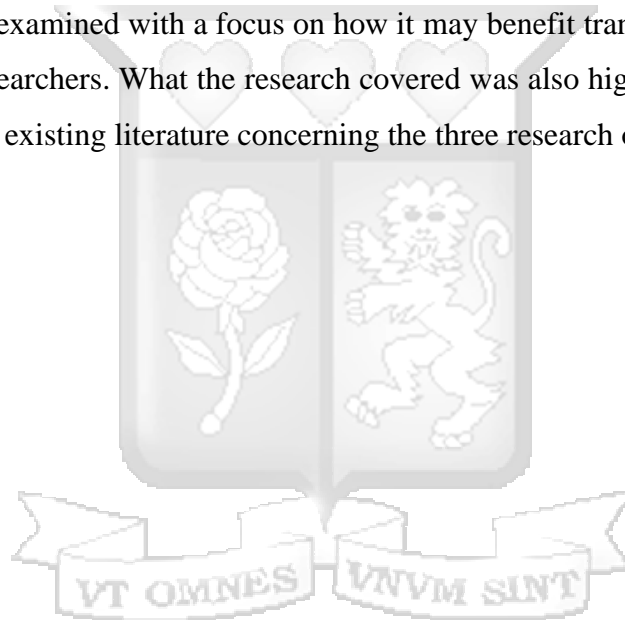 examined with a focus on how it may benefit tran
earchers. What the research covered was also hig
existing literature concerning the three research
VT OMNES VNVM SINT